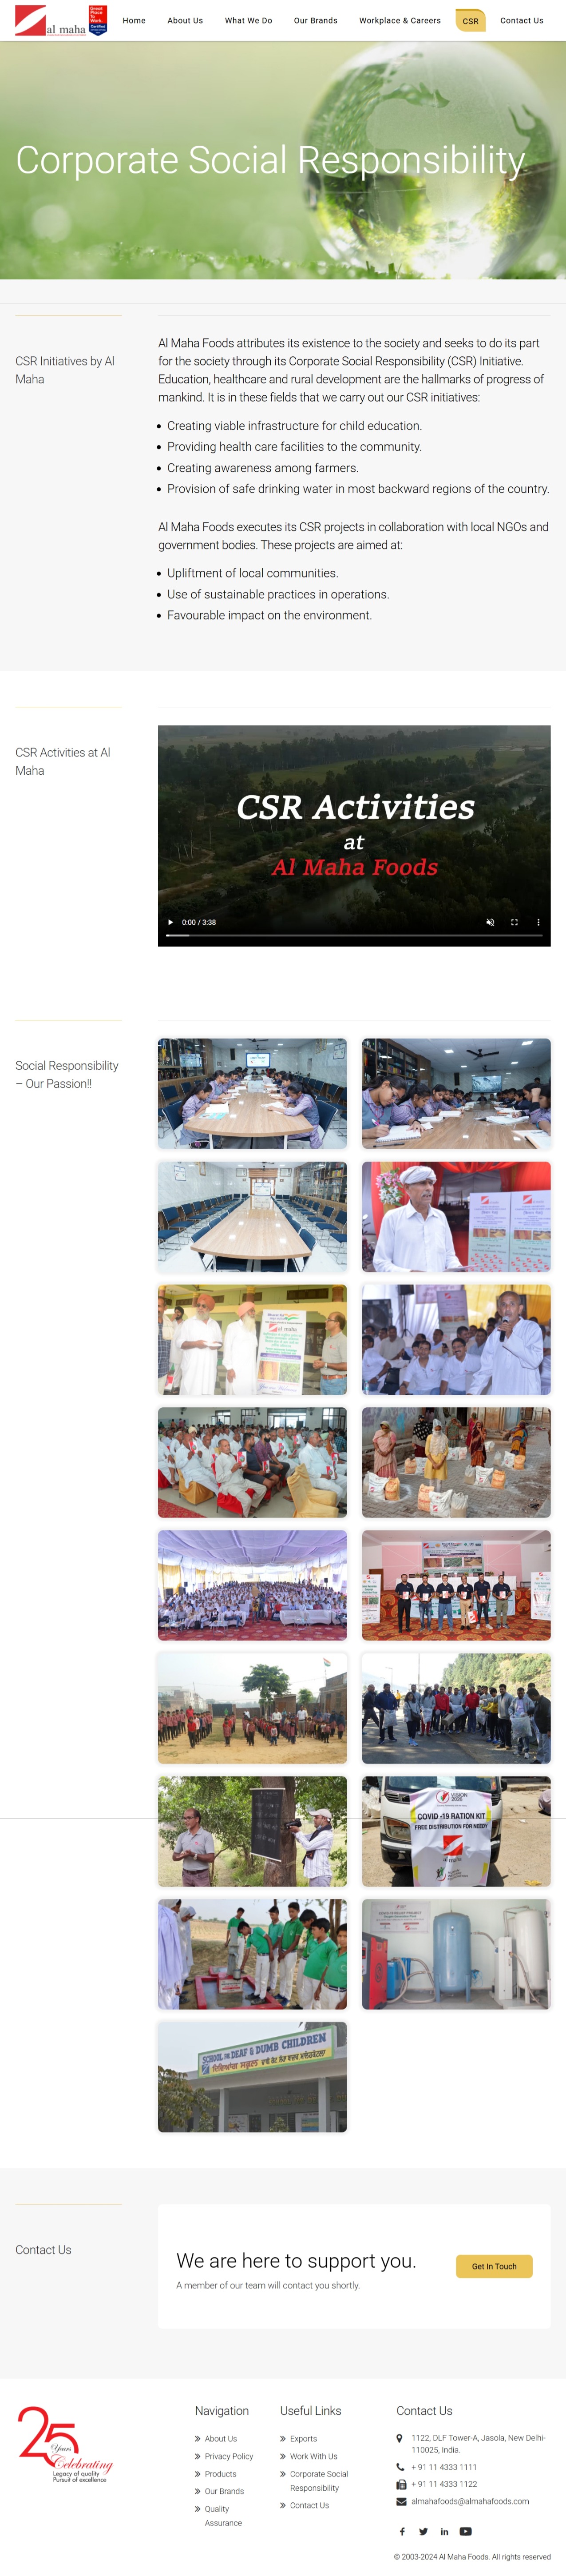 al maha
Great
Place
To
Work
Certified
Home
About Us
What We Do
Our Brands
Workplace & Careers
CSR
Contact Us
Corporate Social Responsibility
CSR Initiatives by Al
Maha
Al Maha Foods attributes its existence to the society and seeks to do its part
for the society through its Corporate Social Responsibility (CSR) Initiative.
Education, healthcare and rural development are the hallmarks of progress of
mankind. It is in these fields that we carry out our CSR initiatives:
Creating viable infrastructure for child education.
Providing health care facilities to the community.
Creating awareness among farmers.
Provision of safe drinking water in most backward regions of the country.
Al Maha Foods executes its CSR projects in collaboration with local NGOs and
government bodies. These projects are aimed at:
Upliftment of local communities.
Use of sustainable practices in operations.
Favourable impact on the environment.
CSR Activities at Al
Maha
CSR Activities
at
Al Maha Foods
0:00 / 3:38
Social Responsibility
– Our Passion!!
al maha
VISION
2026
COVID -19 RATION KIT
FREE DISTRIBUTION FOR NEEDY
SCHOOL FOR DEAF & DUMB CHILDREN
Contact Us
We are here to support you.
A member of our team will contact you shortly.
Get In Touch
25
Years
Celebrating
Legacy of quality
Pursuit of excellence
Navigation
About Us
Privacy Policy
Products
Our Brands
Quality
Assurance
Useful Links
Exports
Work With Us
Corporate Social
Responsibility
Contact Us
Contact Us
1122, DLF Tower-A, Jasola, New Delhi-
110025, India.
+ 91 11 4333 1111
+ 91 11 4333 1122
almahafoods@almahafoods.com
© 2003-2024 Al Maha Foods. All rights reserved